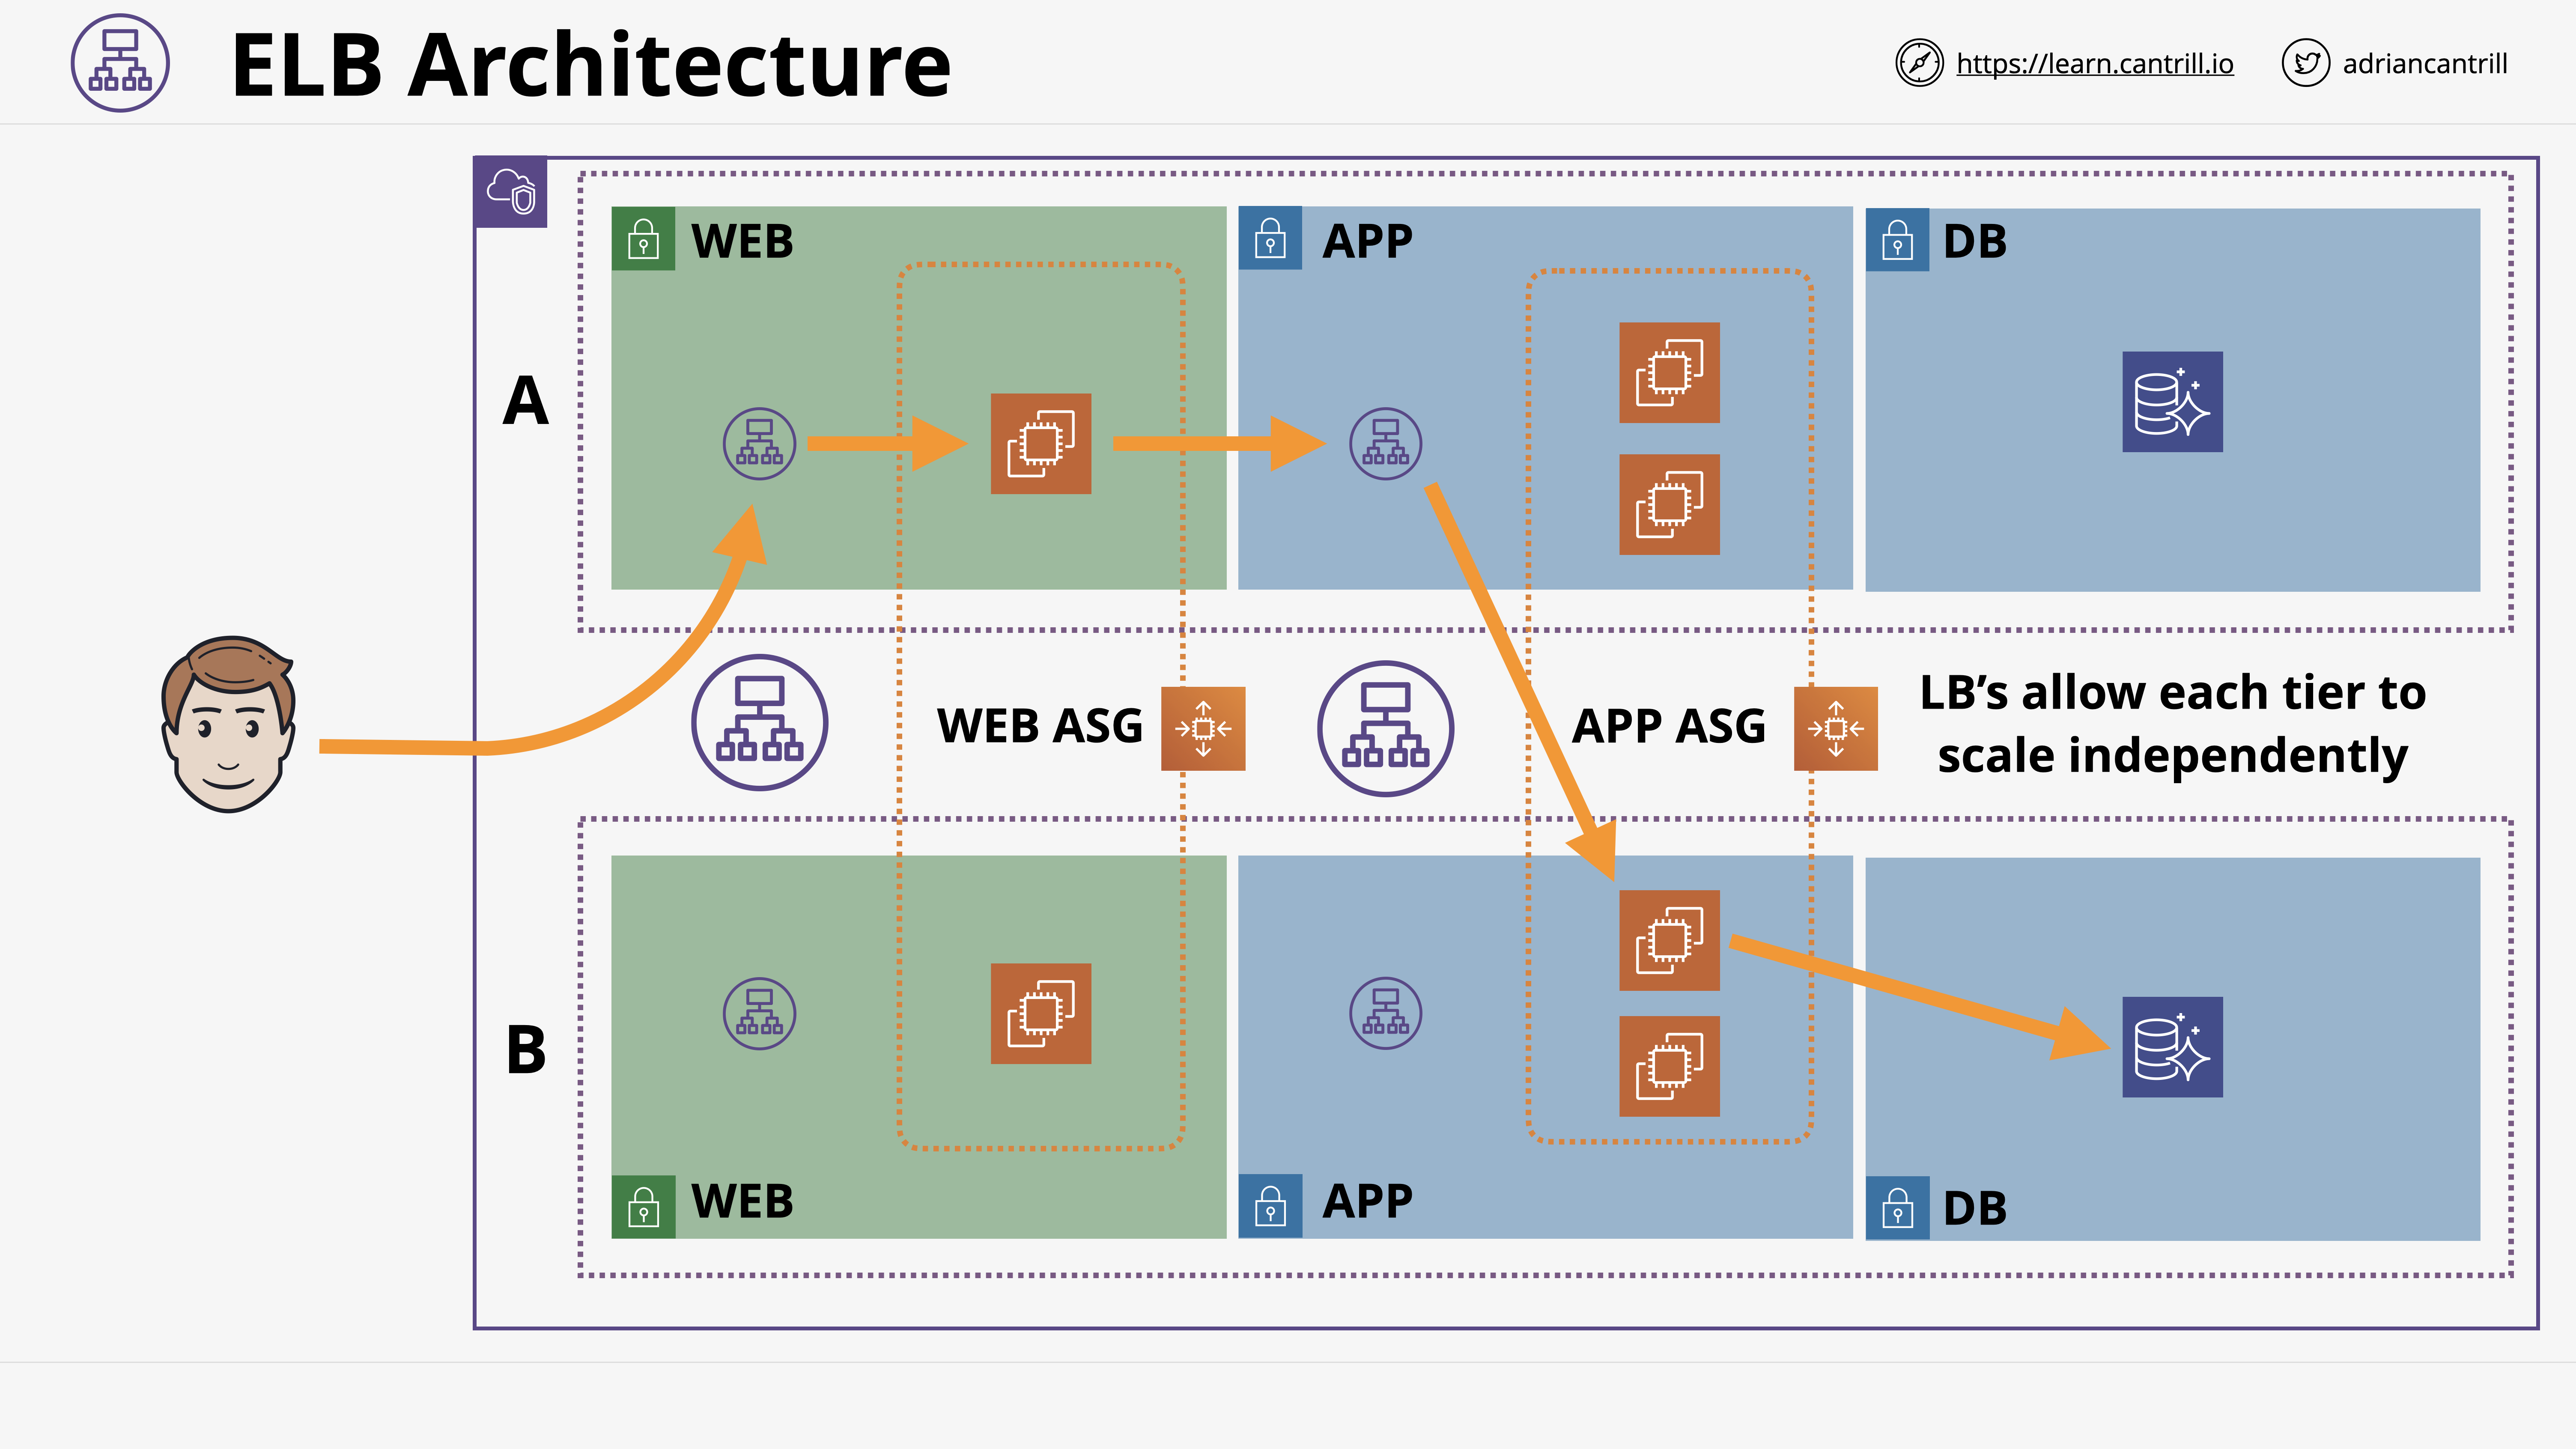 ELB Architecture
https://learn.cantrill.io
adriancantrill
WEB
APP
DB
A
WEB ASG
APP ASG
LB’s allow each tier to
scale independently
B
WEB
APP
DB